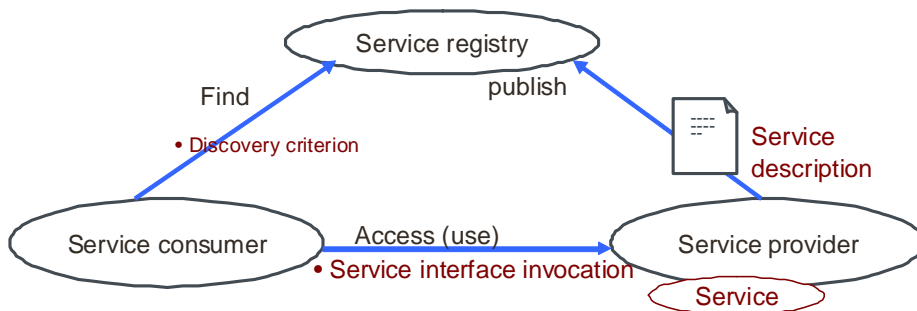 Service registry
Find
publish
• Discovery criterion
Service
description
Service consumer
Access (use)
• Service interface invocation
Service provider
Service